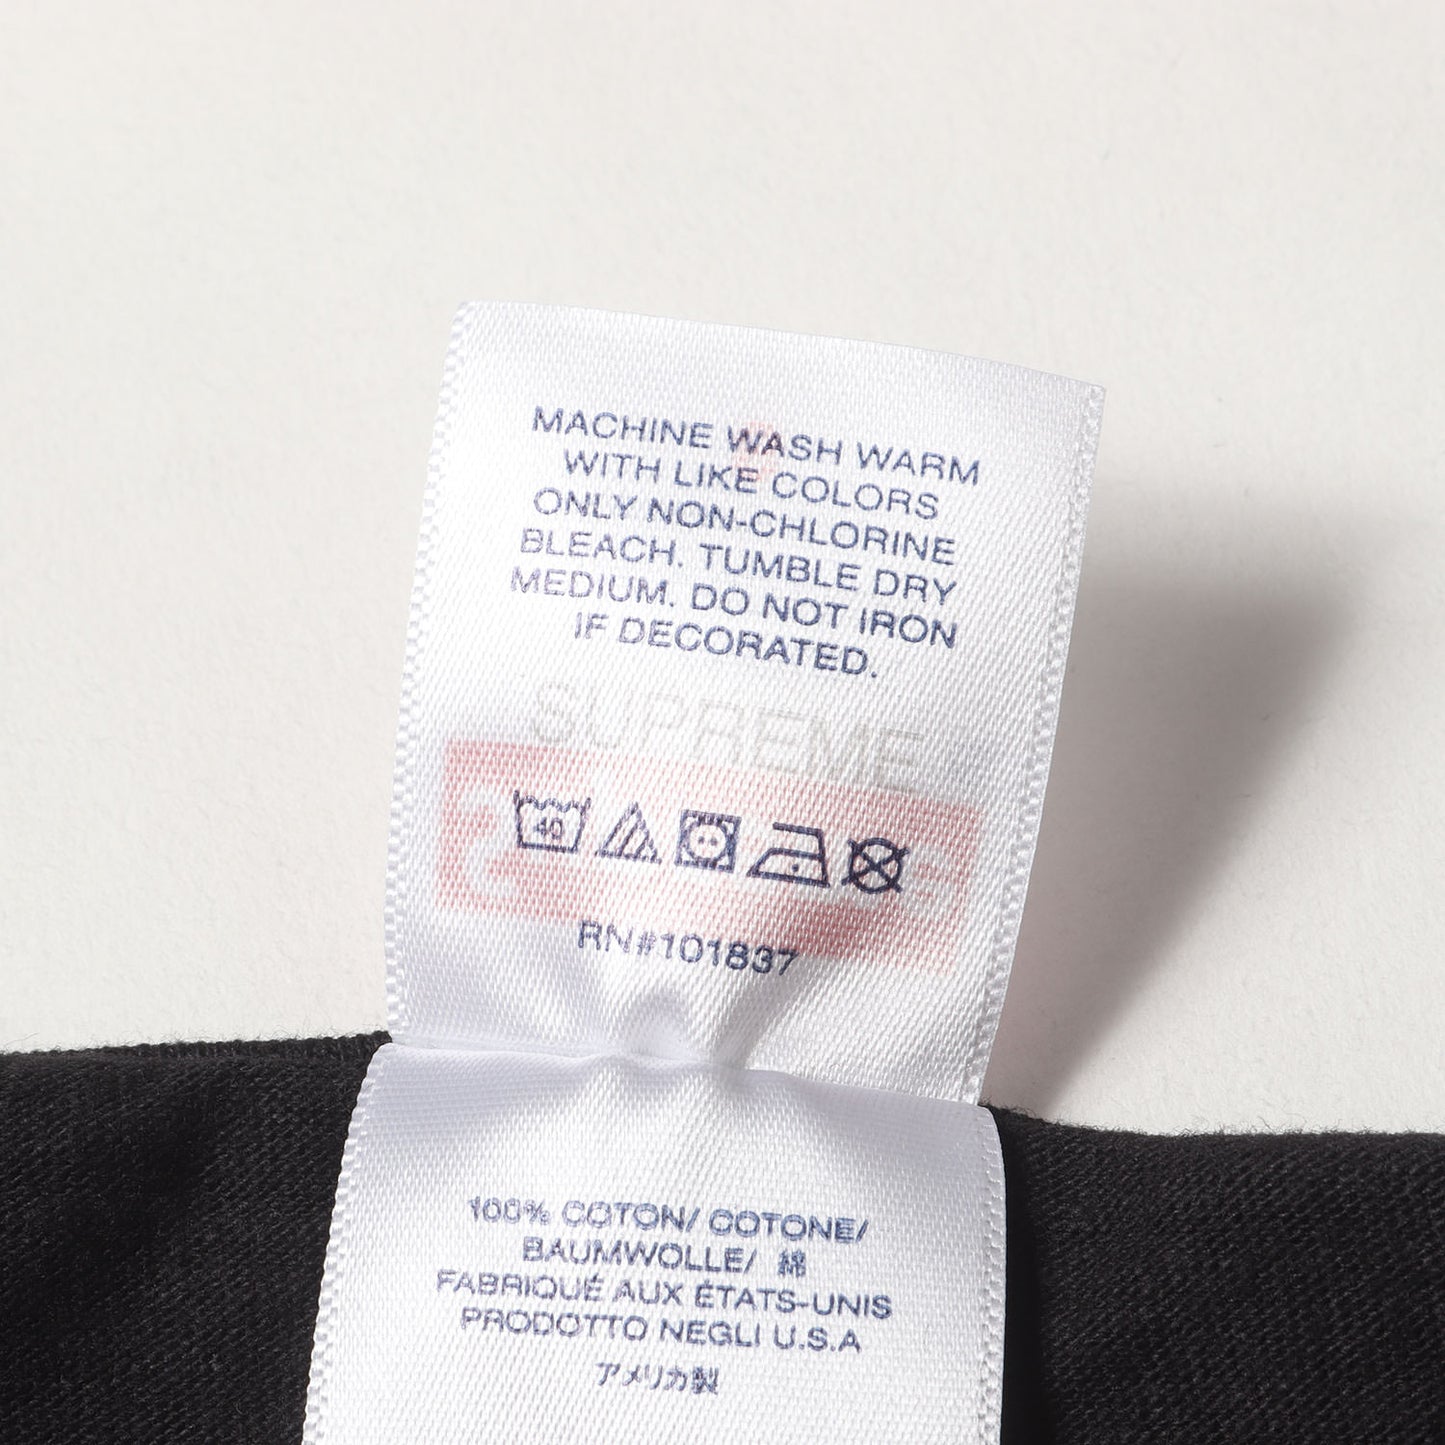 MACHINE WASH WARM
WITH LIKE COLORS
ONLY NON-CHLORINE
BLEACH. TUMBLE DRY
MEDIUM. DO NOT IRON
IF DECORATED.
SUPREME
40
RN#101837
100% COTON/ COTONE/
BAUMWOLLE/ 綿
FABRIQUÉ AUX ÉTATS-UNIS
PRODOTTO NEGLI U.S.A
アメリカ製